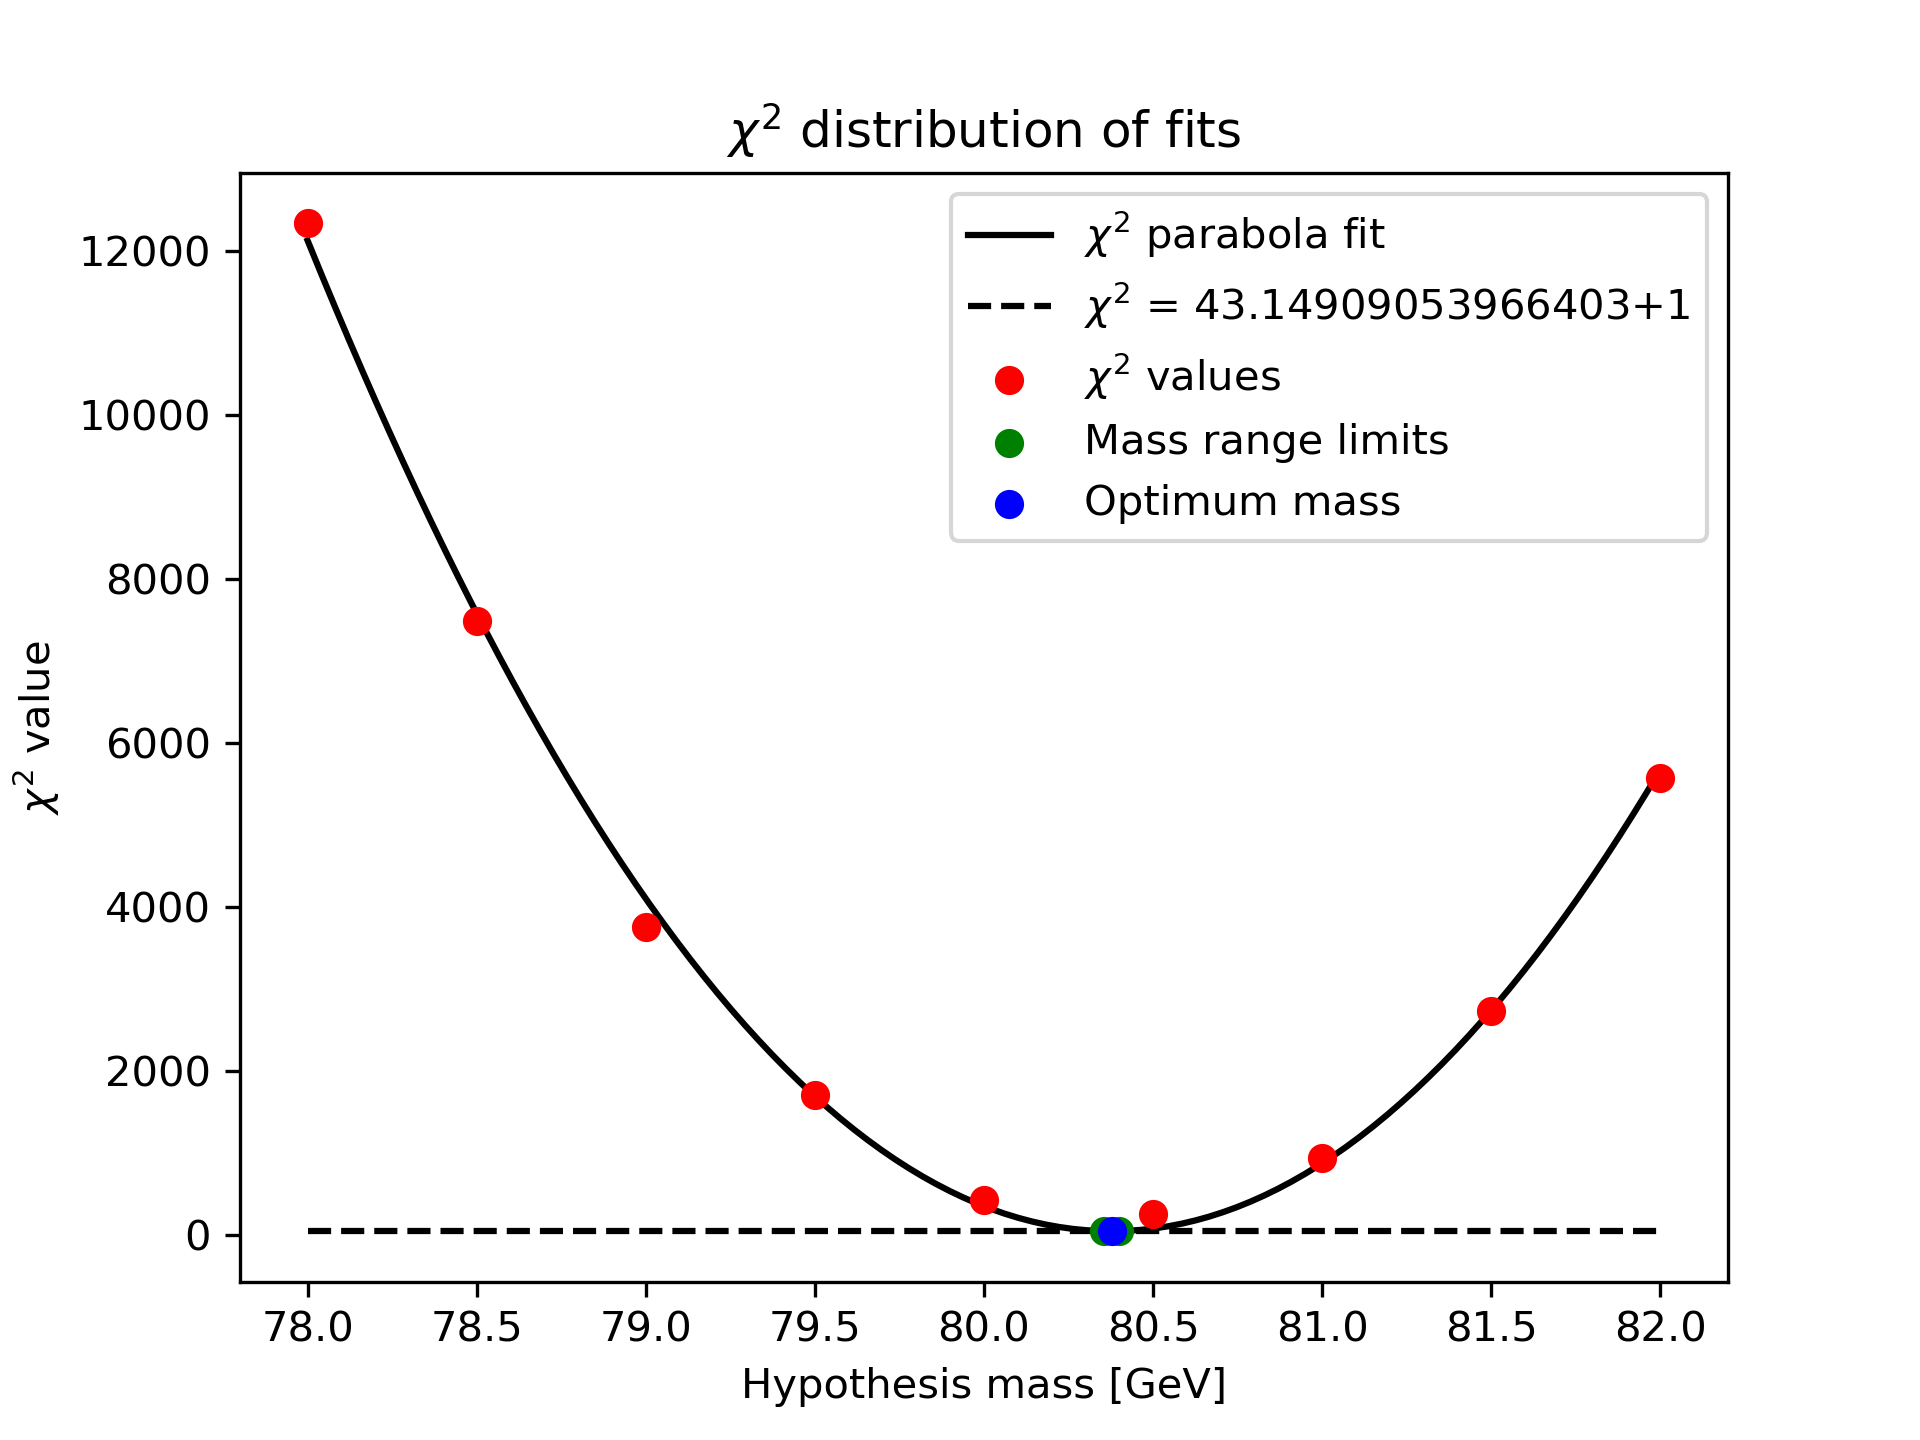 χ² distribution of fits
χ² parabola fit
χ² = 43.14909053966403+1
χ² values
Mass range limits
Optimum mass
χ² value
12000
10000
8000
6000
4000
2000
0
78.0 78.5 79.0 79.5 80.0 80.5 81.0 81.5 82.0
Hypothesis mass [GeV]